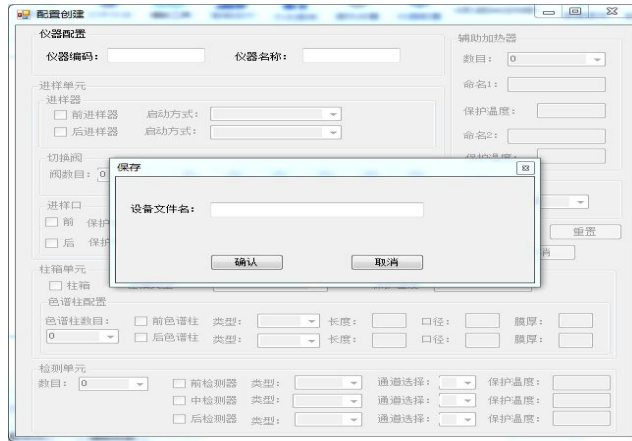 配置创建
仪器配置
仪器编码： 仪器名称：
辅助加热器
数目： 0
命名1：
保护温度：
命名2：
保护温度：
进样单元
进样器
前进样器 启动方式：
后进样器 启动方式：
切换阀
阀数目： 0
进样口
前 保护
后 保护
重置
消
保存
设备文件名：
确认 取消
柱箱单元
柱箱
色谱柱配置
色谱柱数目： 前色谱柱 类型： 长度： 口径： 膜厚：
0 后色谱柱 类型： 长度： 口径： 膜厚：
检测单元
数目： 0 前检测器 类型： 通道选择： 保护温度：
中检测器 类型： 通道选择： 保护温度：
后检测器 类型： 通道选择： 保护温度：